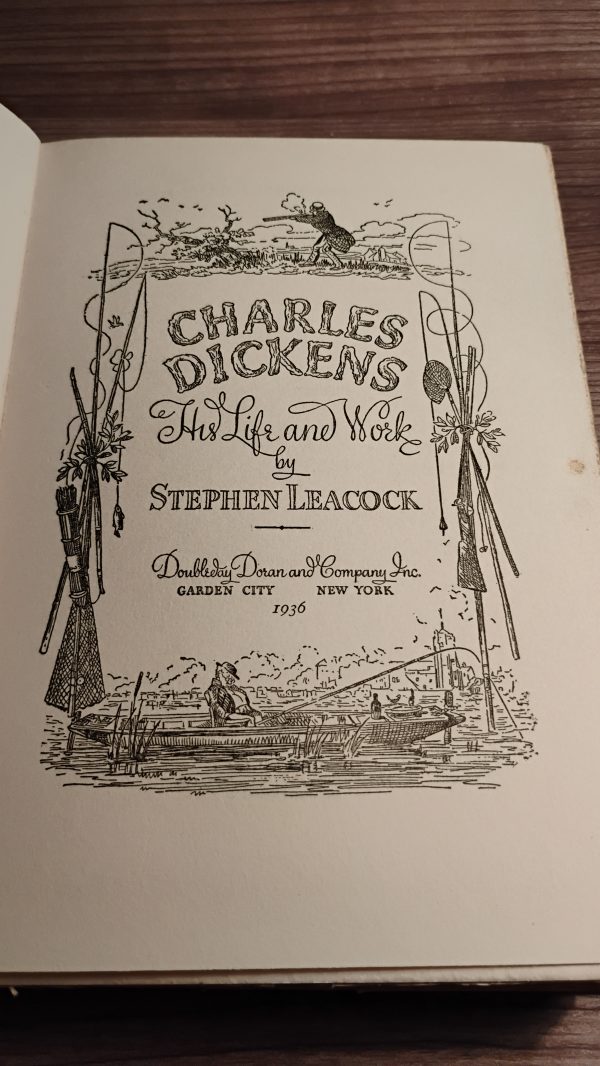 CHARLES
DICKENS
His Life and Work
by
STEPHEN LEACOCK
Doubleday Doran and Company Inc.
GARDEN CITY NEW YORK
1936